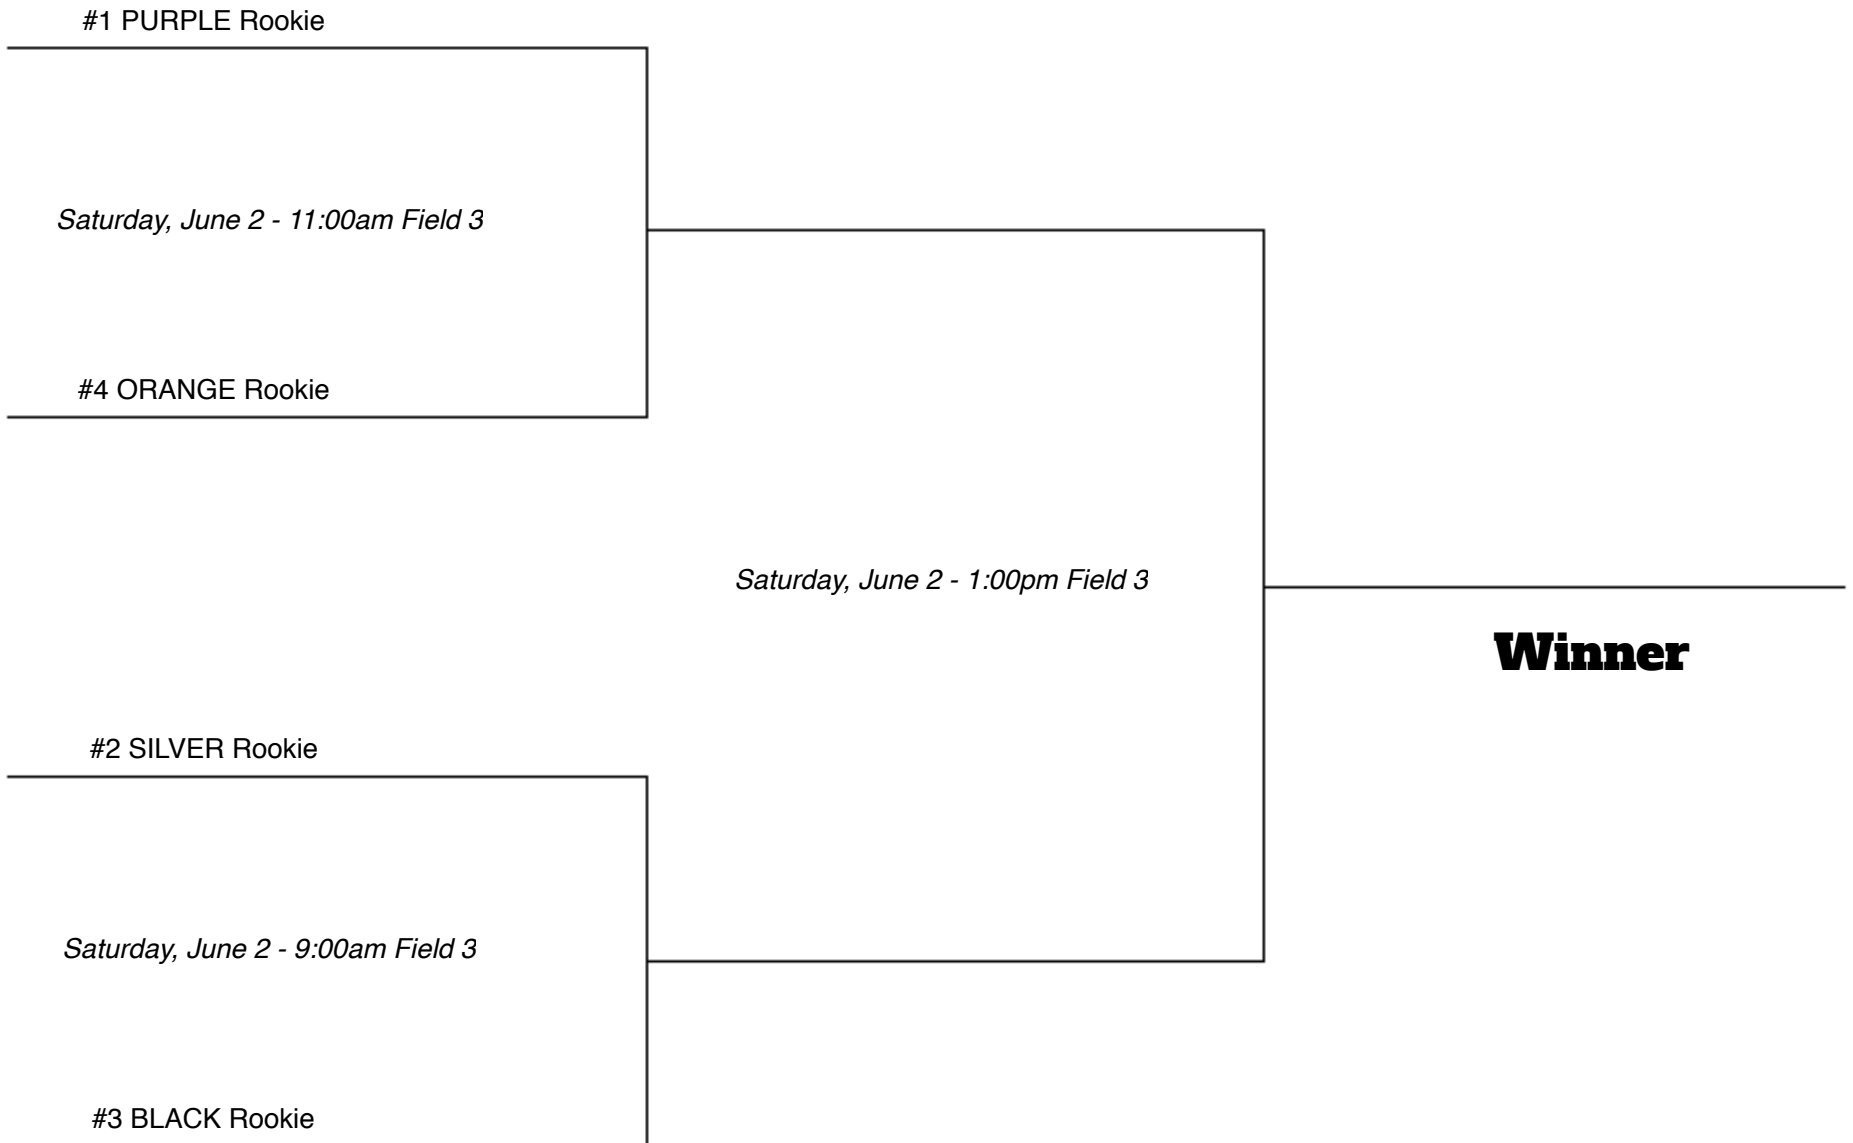 #1 PURPLE Rookie
Saturday, June 2 - 11:00am Field 3
#4 ORANGE Rookie
Saturday, June 2 - 1:00pm Field 3
Winner
#2 SILVER Rookie
Saturday, June 2 - 9:00am Field 3
#3 BLACK Rookie